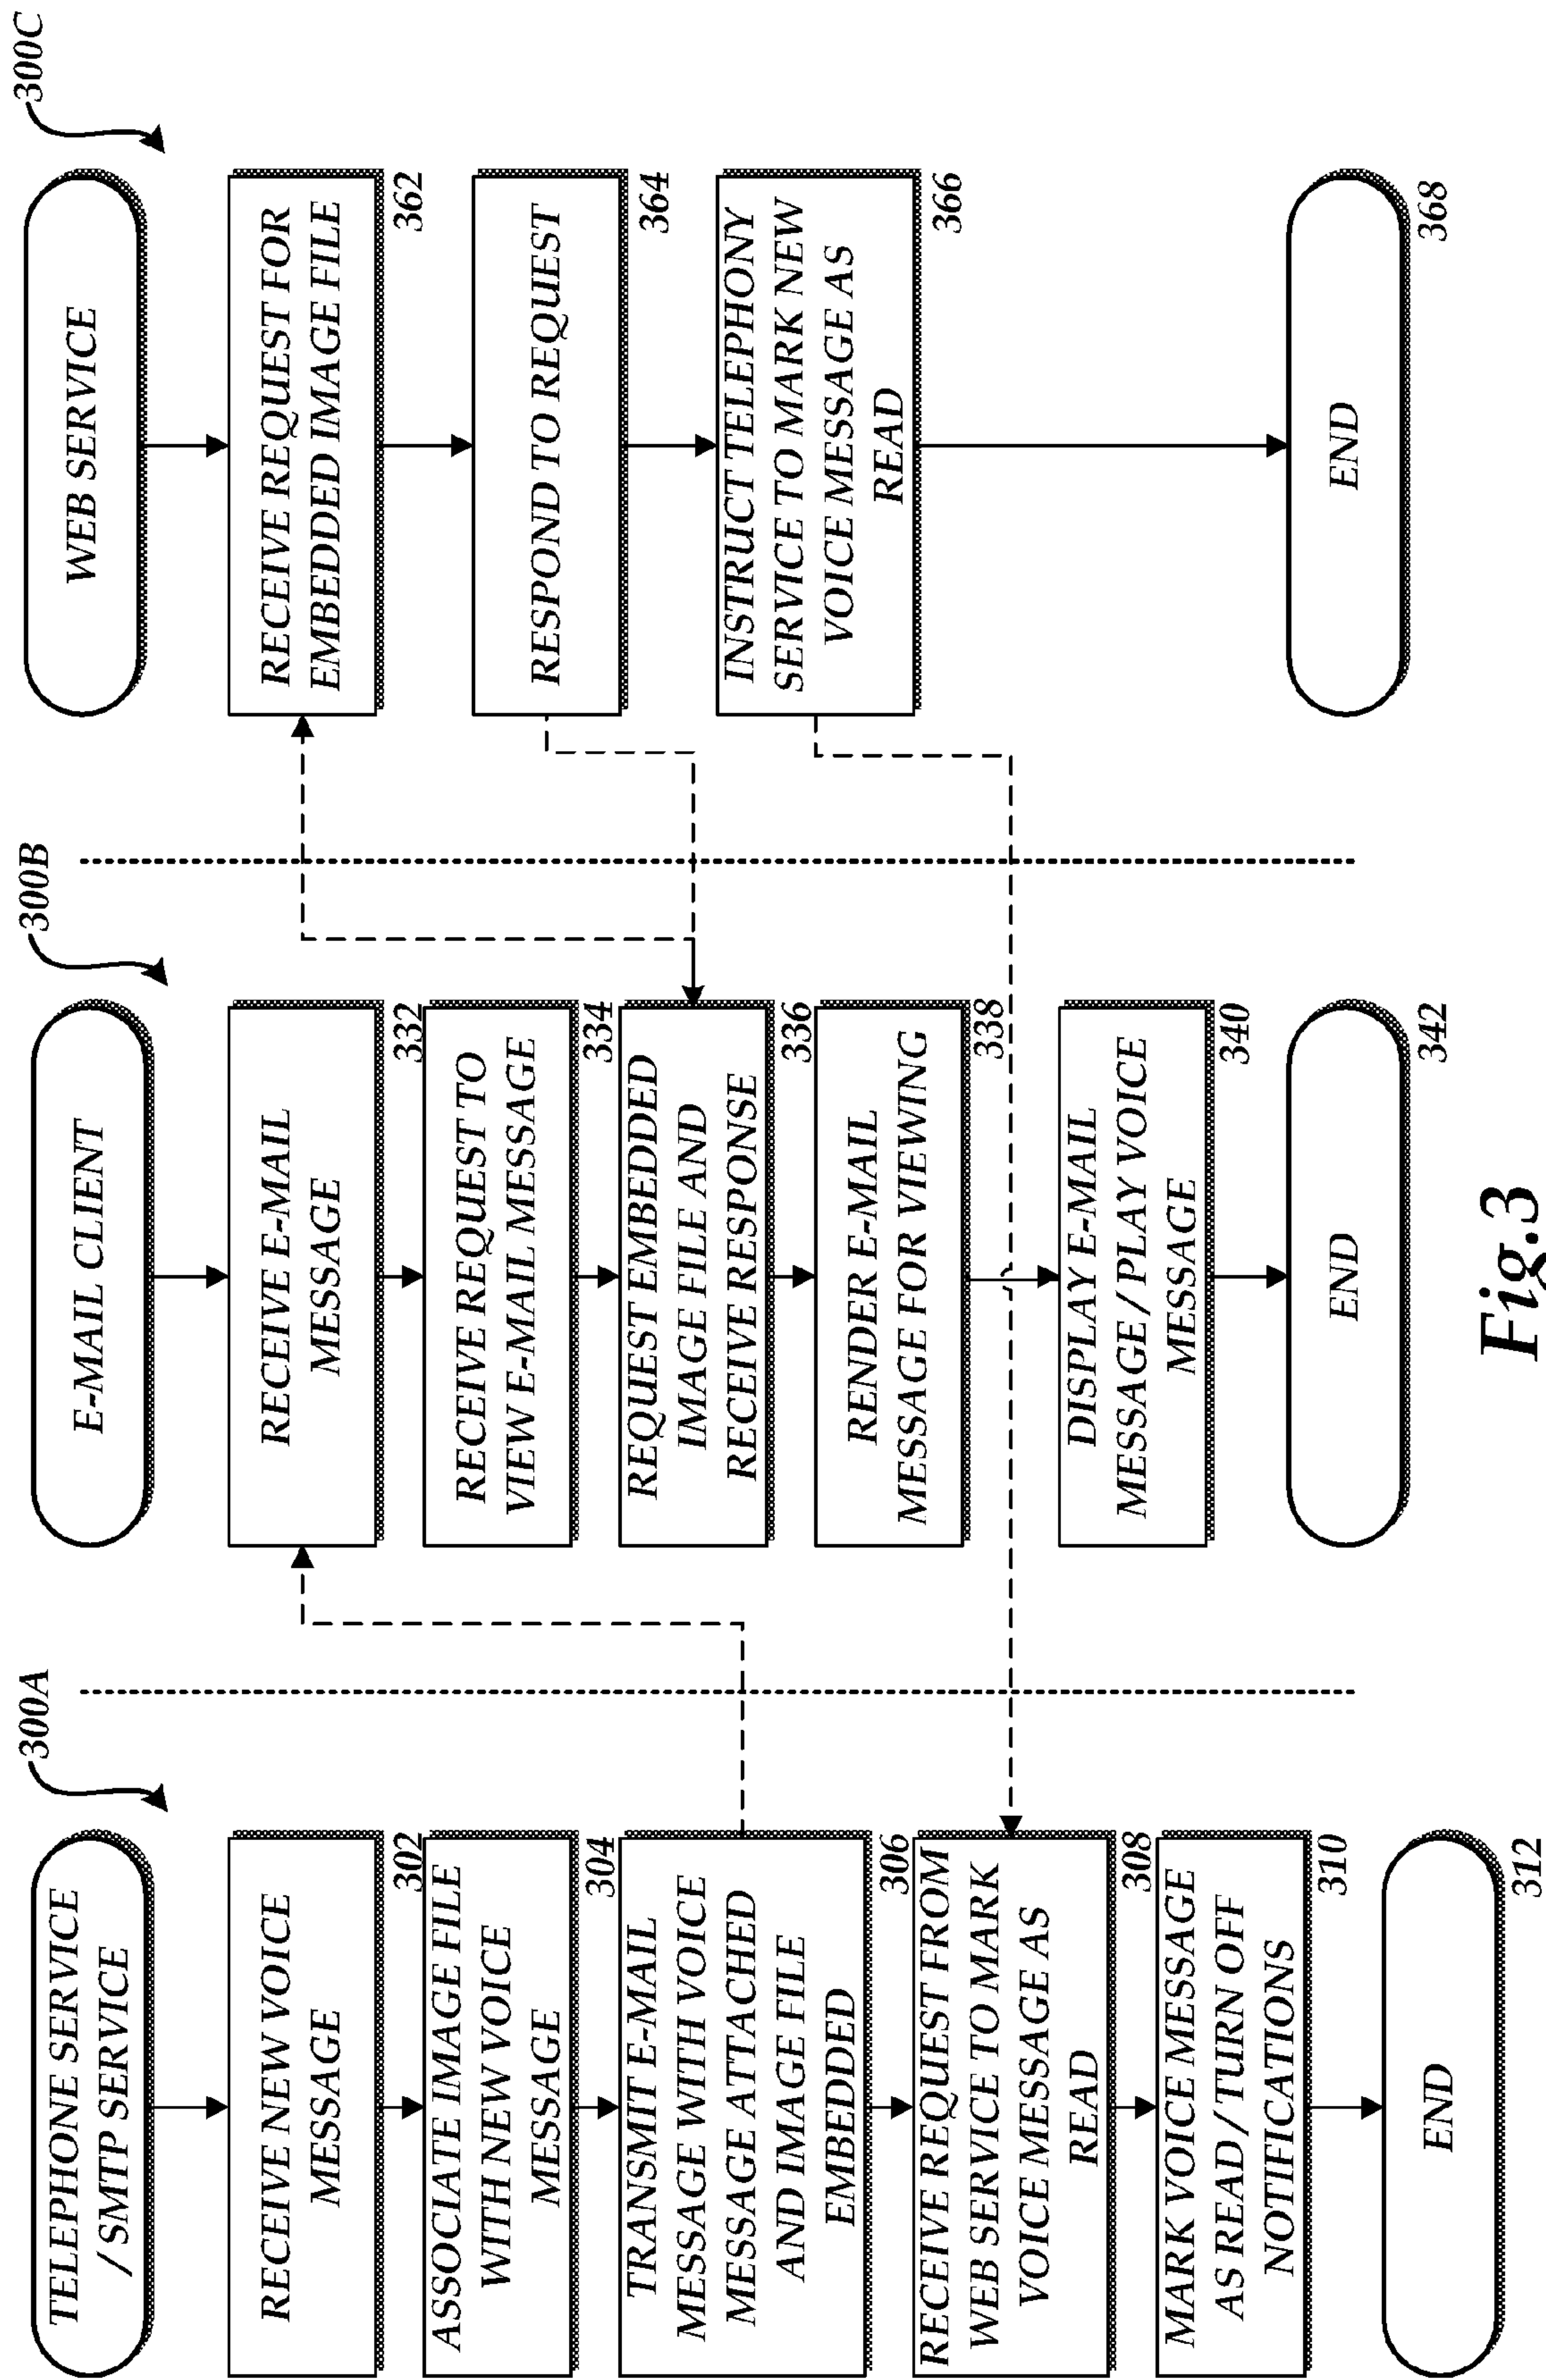 300A
TELEPHONE SERVICE
/ SMTP SERVICE
RECEIVE NEW VOICE
MESSAGE
302
ASSOCIATE IMAGE FILE
WITH NEW VOICE
MESSAGE
304
TRANSMIT E-MAIL
MESSAGE WITH VOICE
MESSAGE ATTACHED
AND IMAGE FILE
EMBEDDED
306
RECEIVE REQUEST FROM
WEB SERVICE TO MARK
VOICE MESSAGE AS
READ
308
MARK VOICE MESSAGE
AS READ / TURN OFF
NOTIFICATIONS
310
END
312
300B
E-MAIL CLIENT
RECEIVE E-MAIL
MESSAGE
332
RECEIVE REQUEST TO
VIEW E-MAIL MESSAGE
334
REQUEST EMBEDDED
IMAGE FILE AND
RECEIVE RESPONSE
336
RENDER E-MAIL
MESSAGE FOR VIEWING
338
DISPLAY E-MAIL
MESSAGE / PLAY VOICE
MESSAGE
340
END
342
300C
WEB SERVICE
RECEIVE REQUEST FOR
EMBEDDED IMAGE FILE
362
RESPOND TO REQUEST
364
INSTRUCT TELEPHONY
SERVICE TO MARK NEW
VOICE MESSAGE AS
READ
366
END
368
Fig.3